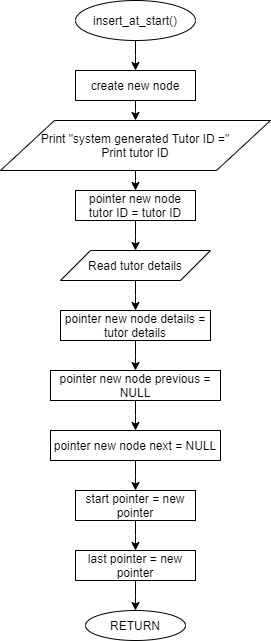 insert_at_start()
create new node
Print "system generated Tutor ID ="
Print tutor ID
pointer new node
tutor ID = tutor ID
Read tutor details
pointer new node details =
tutor details
pointer new node previous =
NULL
pointer new node next = NULL
start pointer = new
pointer
last pointer = new
pointer
RETURN